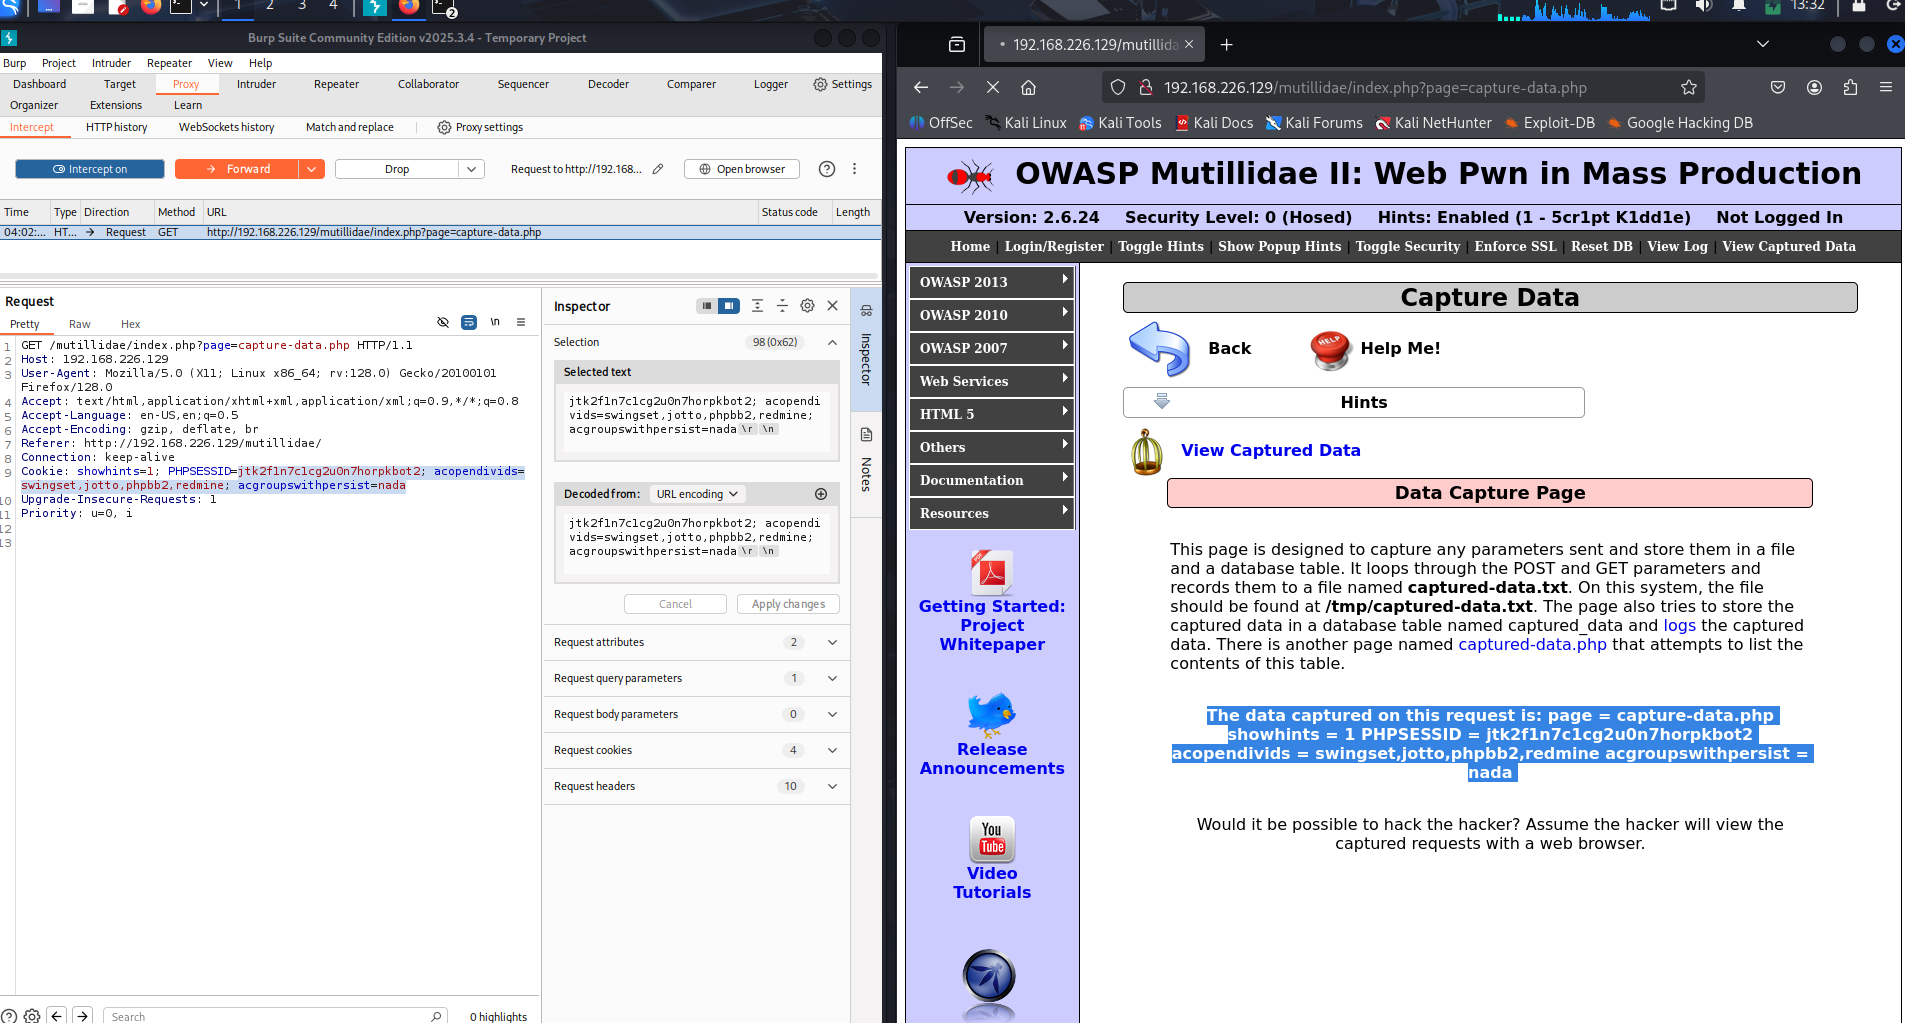 1 2 3 4 2 13:32
Burp Suite Community Edition v2025.3.4 - Temporary Project
Burp Project Intruder Repeater View Help
Dashboard Target Proxy Intruder Repeater Collaborator Sequencer Decoder Comparer Logger Settings
Organizer Extensions Learn
Intercept HTTP history WebSockets history Match and replace Proxy settings
Intercept on Forward Drop Request to http://192.168... Open browser
Time Type Direction Method URL Status code Length
04:02:... HT... → Request GET http://192.168.226.129/mutillidae/index.php?page=capture-data.php
Request
Pretty Raw Hex \n
1 GET /mutillidae/index.php?page=capture-data.php HTTP/1.1
2 Host: 192.168.226.129
3 User-Agent: Mozilla/5.0 (X11; Linux x86_64; rv:128.0) Gecko/20100101
Firefox/128.0
4 Accept: text/html,application/xhtml+xml,application/xml;q=0.9,*/*;q=0.8
5 Accept-Language: en-US,en;q=0.5
6 Accept-Encoding: gzip, deflate, br
7 Referer: http://192.168.226.129/mutillidae/
8 Connection: keep-alive
9 Cookie: showhints=1; PHPSESSID=jtk2f1n7c1cg2u0n7horpkbot2; acopendivids=
swingset,jotto,phpbb2,redmine; acgroupswithpersist=nada
10 Upgrade-Insecure-Requests: 1
11 Priority: u=0, i
12
13
Search 0 highlights
Inspector
Selection 98 (0x62)
Selected text
jtk2f1n7c1cg2u0n7horpkbot2; acopendi
vids=swingset,jotto,phpbb2,redmine;
acgroupswithpersist=nada \r \n
Decoded from: URL encoding
jtk2f1n7c1cg2u0n7horpkbot2; acopendi
vids=swingset,jotto,phpbb2,redmine;
acgroupswithpersist=nada \r \n
Cancel Apply changes
Request attributes 2
Request query parameters 1
Request body parameters 0
Request cookies 4
Request headers 10
Inspector
Notes
192.168.226.129/mutillida
192.168.226.129/mutillidae/index.php?page=capture-data.php
OffSec Kali Linux Kali Tools Kali Docs Kali Forums Kali NetHunter Exploit-DB Google Hacking DB
OWASP Mutillidae II: Web Pwn in Mass Production
Version: 2.6.24 Security Level: 0 (Hosed) Hints: Enabled (1 - 5cr1pt K1dd1e) Not Logged In
Home | Login/Register | Toggle Hints | Show Popup Hints | Toggle Security | Enforce SSL | Reset DB | View Log | View Captured Data
OWASP 2013
OWASP 2010
OWASP 2007
Web Services
HTML 5
Others
Documentation
Resources
PDF
Getting Started:
Project
Whitepaper
Release
Announcements
You
Tube
Video
Tutorials
Capture Data
Back HELP Help Me!
Hints
View Captured Data
Data Capture Page
This page is designed to capture any parameters sent and store them in a file
and a database table. It loops through the POST and GET parameters and
records them to a file named captured-data.txt. On this system, the file
should be found at /tmp/captured-data.txt. The page also tries to store the
captured data in a database table named captured_data and logs the captured
data. There is another page named captured-data.php that attempts to list the
contents of this table.
The data captured on this request is: page = capture-data.php
showhints = 1 PHPSESSID = jtk2f1n7c1cg2u0n7horpkbot2
acopendivids = swingset,jotto,phpbb2,redmine acgroupswithpersist =
nada
Would it be possible to hack the hacker? Assume the hacker will view the
captured requests with a web browser.